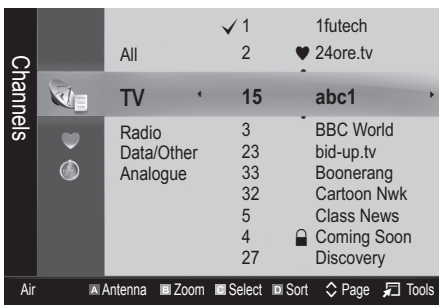 Channels
1 1futech
All 2 24ore.tv
TV 15 abc1
Radio 3 BBC World
Data/Other 23 bid-up.tv
Analogue 33 Boonerang
32 Cartoon Nwk
5 Class News
4 Coming Soon
27 Discovery
Air A Antenna B Zoom C Select D Sort Page Tools